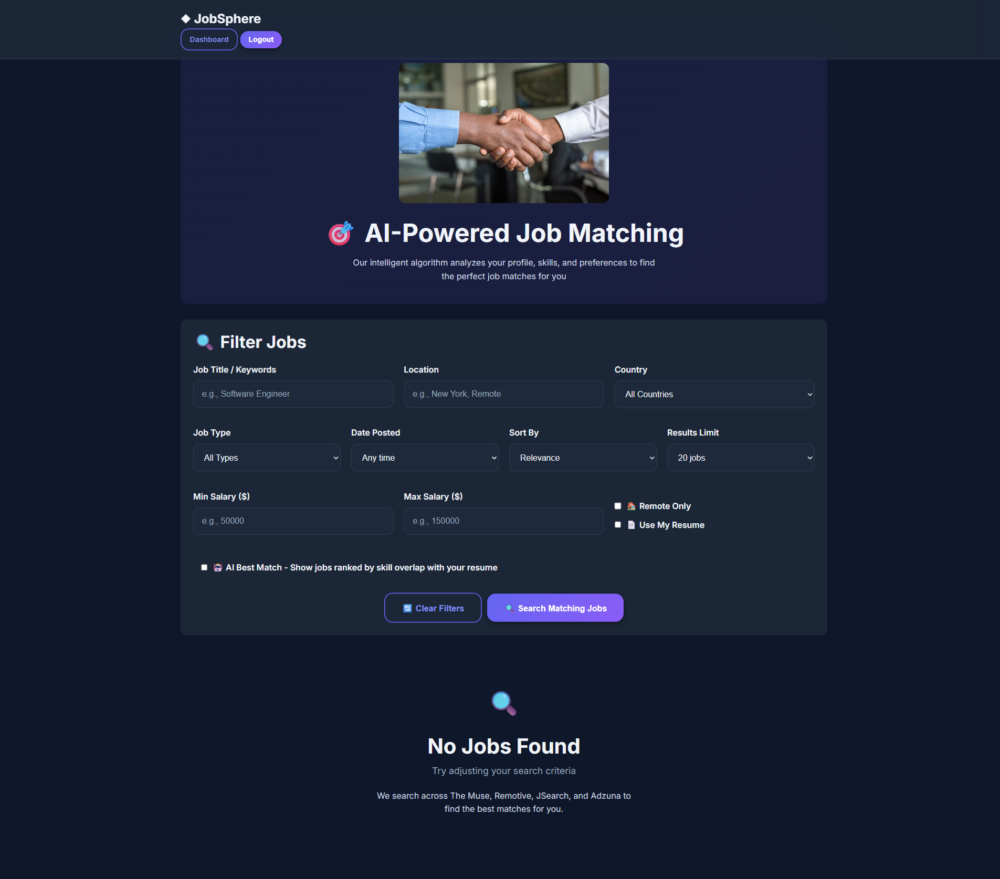 JobSphere
Dashboard
Logout
AI-Powered Job Matching
Our intelligent algorithm analyzes your profile, skills, and preferences to find
the perfect job matches for you
Filter Jobs
Job Title / Keywords
Location
Country
e.g., Software Engineer
e.g., New York, Remote
All Countries
Job Type
Date Posted
Sort By
Results Limit
All Types
Any time
Relevance
20 jobs
Min Salary ($)
Max Salary ($)
e.g., 50000
e.g., 150000
Remote Only
Use My Resume
AI Best Match - Show jobs ranked by skill overlap with your resume
Clear Filters
Search Matching Jobs
No Jobs Found
Try adjusting your search criteria
We search across The Muse, Remotive, JSearch, and Adzuna to
find the best matches for you.